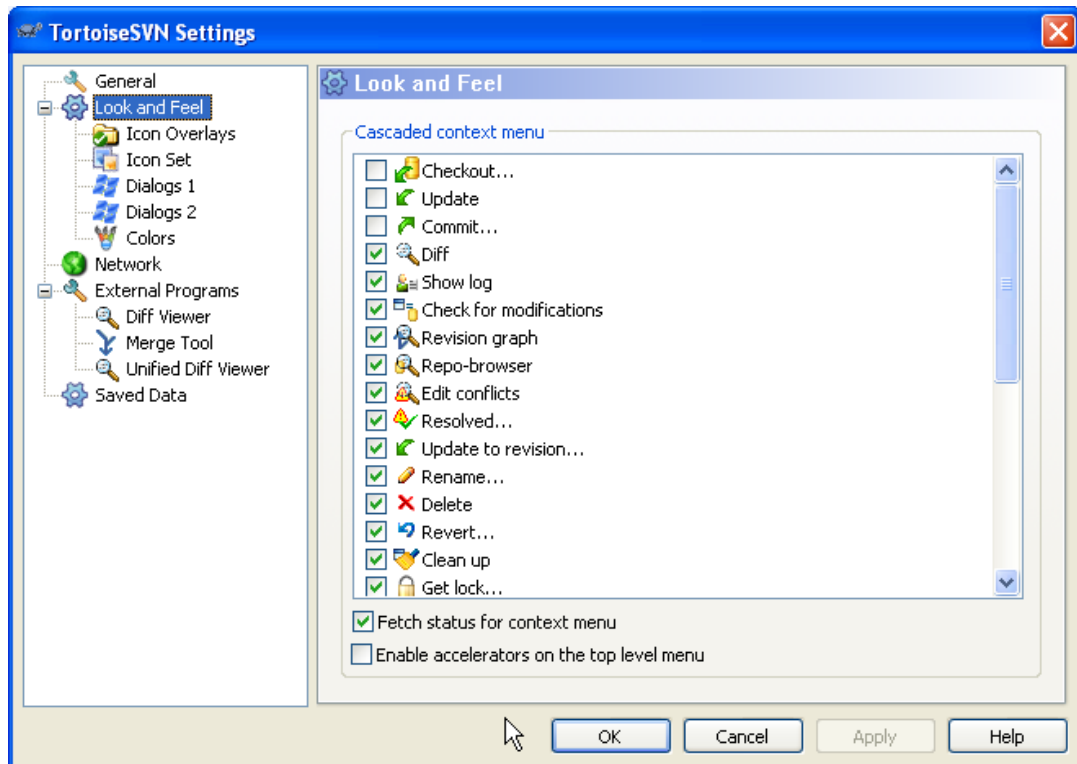 TortoiseSVN Settings
General
Look and Feel
Icon Overlays
Icon Set
Dialogs 1
Dialogs 2
Colors
Network
External Programs
Diff Viewer
Merge Tool
Unified Diff Viewer
Saved Data
Look and Feel
Cascaded context menu
Checkout...
Update
Commit...
Diff
Show log
Check for modifications
Revision graph
Repo-browser
Edit conflicts
Resolved...
Update to revision...
Rename...
Delete
Revert...
Clean up
Get lock...
Fetch status for context menu
Enable accelerators on the top level menu
OK
Cancel
Apply
Help